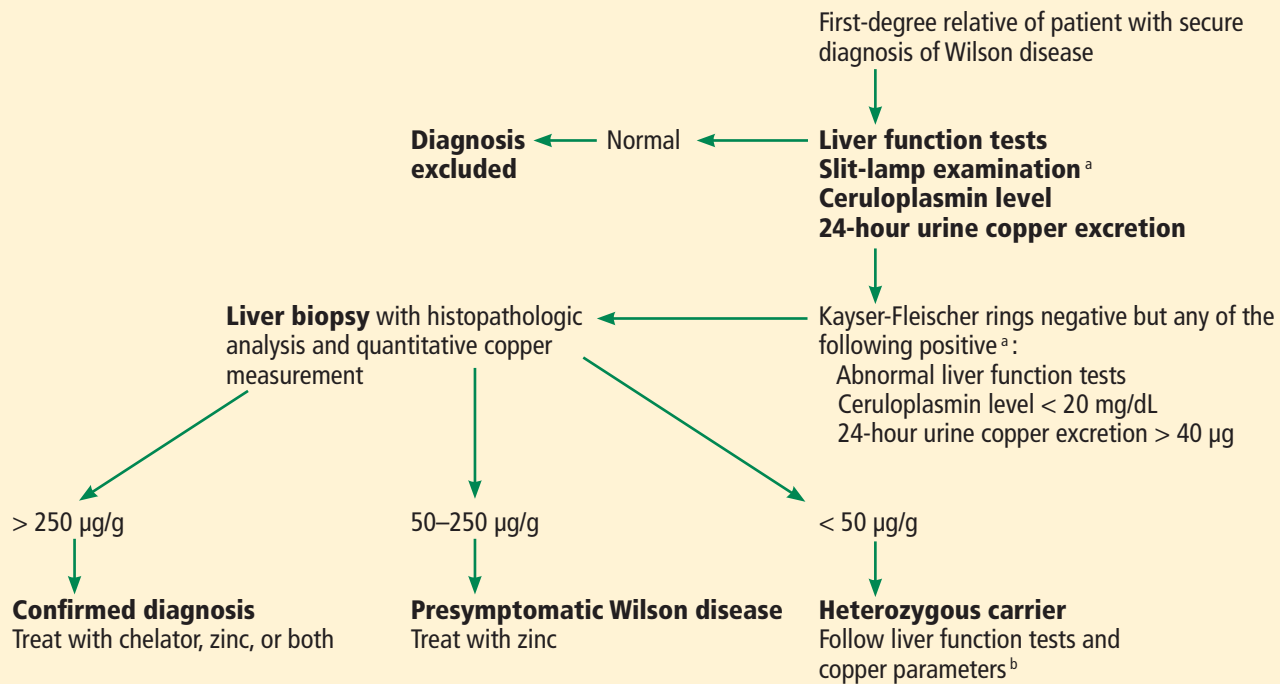 First-degree relative of patient with secure
diagnosis of Wilson disease
Diagnosis
excluded
Normal
Liver function tests
Slit-lamp examination a
Ceruloplasmin level
24-hour urine copper excretion
Liver biopsy with histopathologic
analysis and quantitative copper
measurement
Kayser-Fleischer rings negative but any of the
following positive a :
Abnormal liver function tests
Ceruloplasmin level < 20 mg/dL
24-hour urine copper excretion > 40 µg
> 250 µg/g
50–250 µg/g
< 50 µg/g
Confirmed diagnosis
Treat with chelator, zinc, or both
Presymptomatic Wilson disease
Treat with zinc
Heterozygous carrier
Follow liver function tests and
copper parameters b